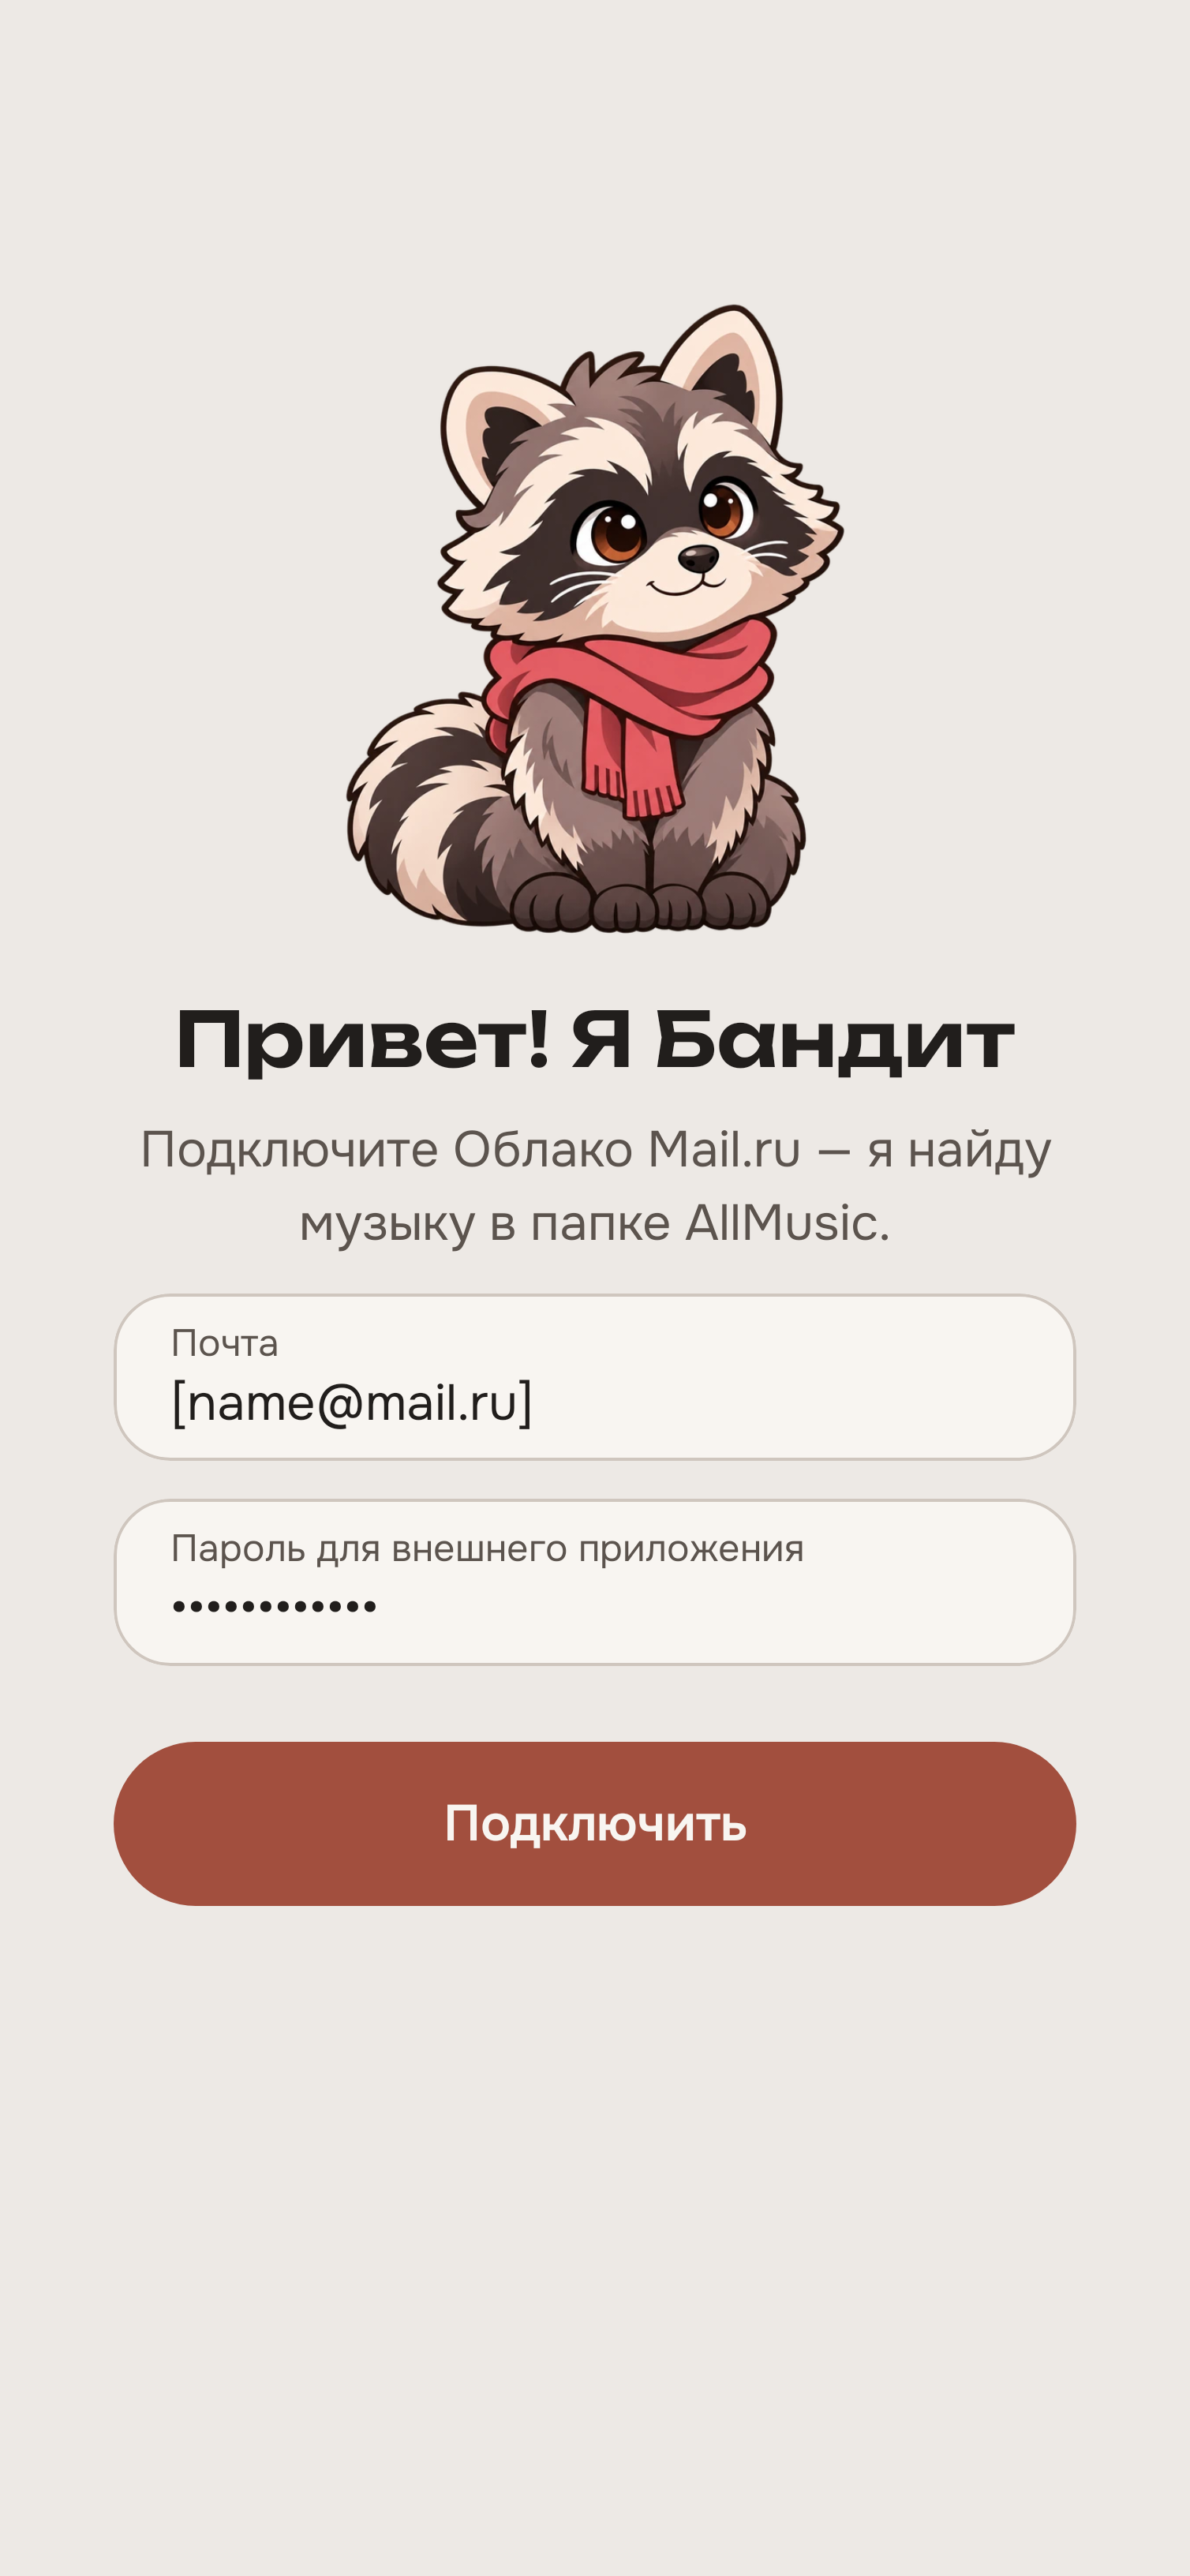 Привет! Я Бандит
Подключите Облако Mail.ru — я найду
музыку в папке AllMusic.
Почта
[name@mail.ru]
Пароль для внешнего приложения
••••••••••••
Подключить